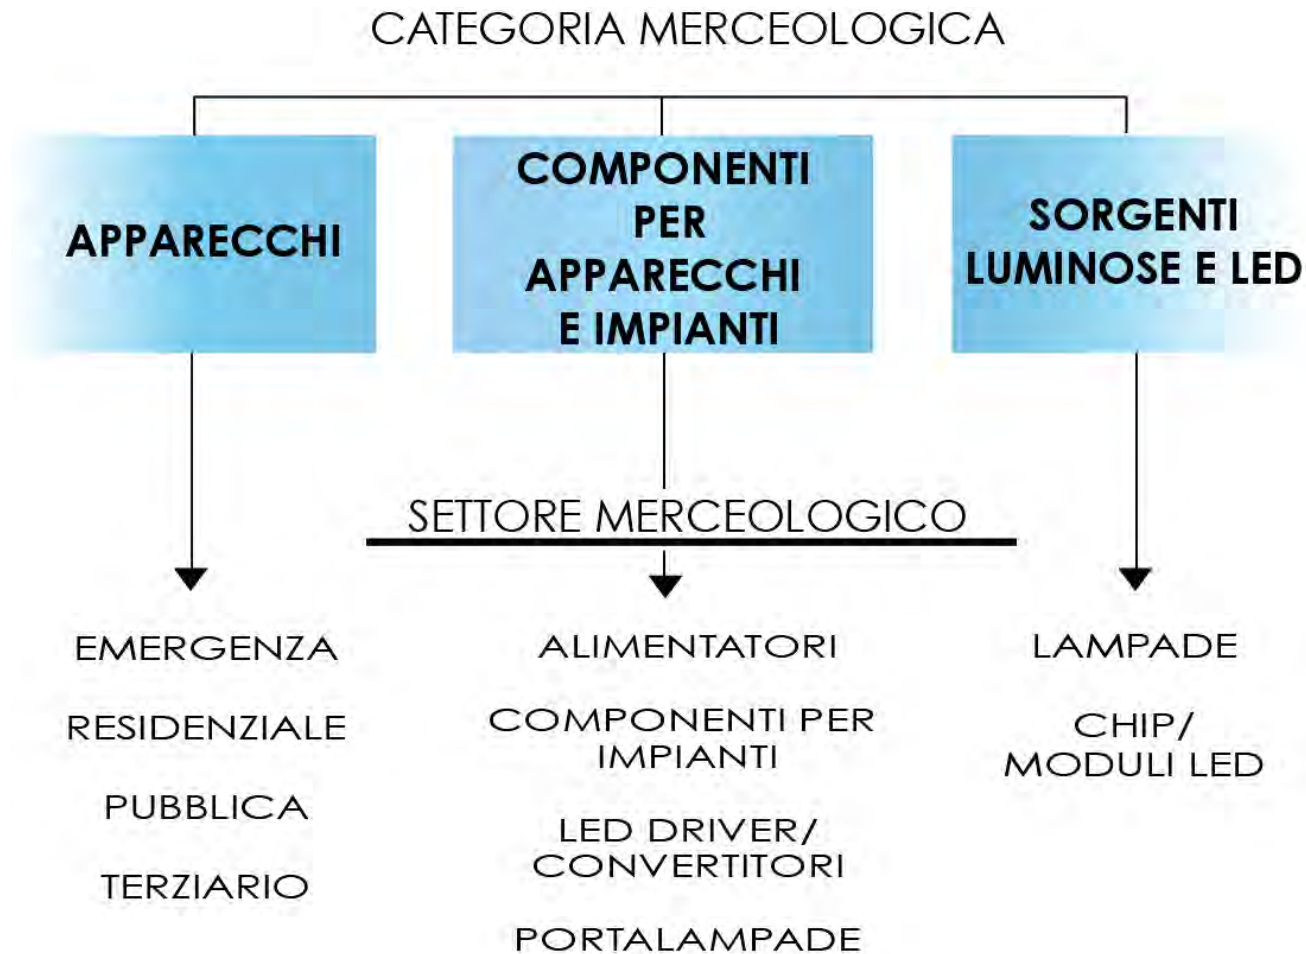 CATEGORIA MERCEOLOGICA
APPARECCHI
COMPONENTI
PER
APPARECCHI
E IMPIANTI
SORGENTI
LUMINOSE E LED
SETTORE MERCEOLOGICO
EMERGENZA
RESIDENZIALE
PUBBLICA
TERZIARIO
ALIMENTATORI
COMPONENTI PER
IMPIANTI
LED DRIVER/
CONVERTITORI
PORTALAMPADE
LAMPADE
CHIP/
MODULI LED